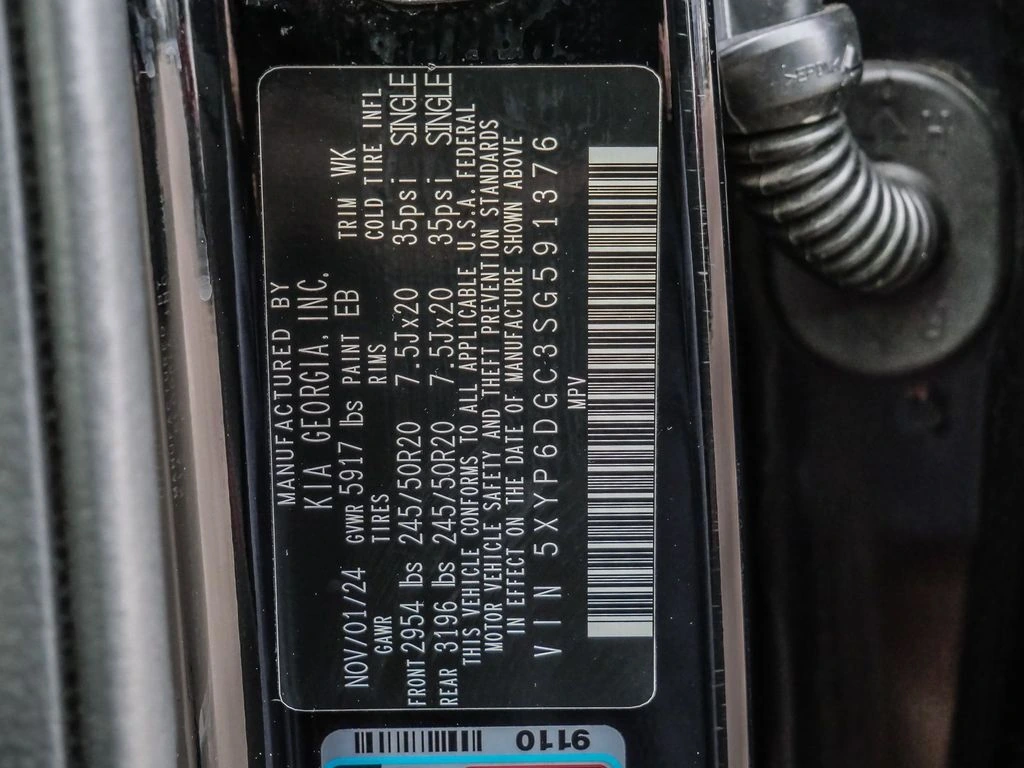 MANUFACTURED BY
KIA GEORGIA, INC.
NOV/01/24 GVWR 5917 lbs PAINT EB TRIM WK
GAWR TIRES RIMS COLD TIRE INFL
FRONT 2954 lbs 245/50R20 7.5Jx20 35psi SINGLE
REAR 3196 lbs 245/50R20 7.5Jx20 35psi SINGLE
THIS VEHICLE CONFORMS TO ALL APPLICABLE U.S.A. FEDERAL
MOTOR VEHICLE SAFETY AND THEFT PREVENTION STANDARDS
IN EFFECT ON THE DATE OF MANUFACTURE SHOWN ABOVE
VIN 5XYP6DGC3SG591376
MPV
9110